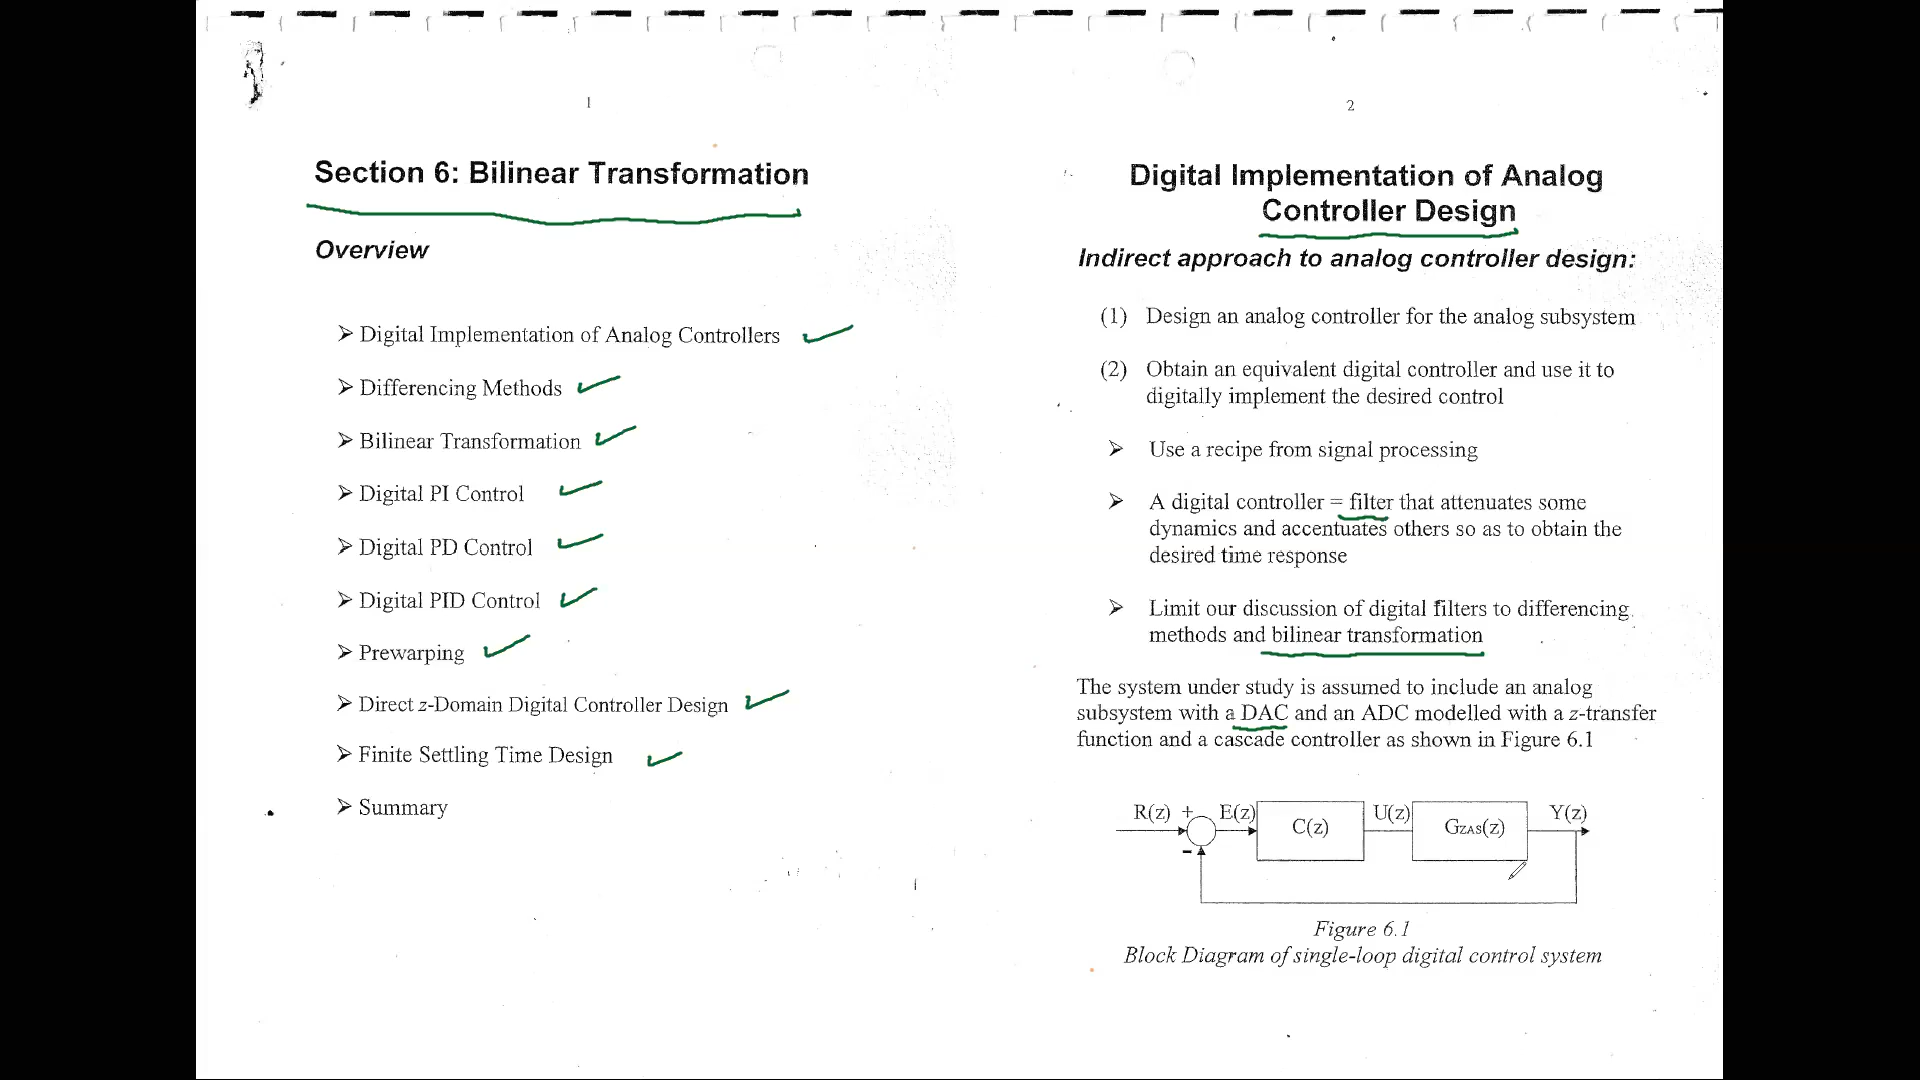 1
Section 6: Bilinear Transformation
Overview
➢ Digital Implementation of Analog Controllers
➢ Differencing Methods
➢ Bilinear Transformation
➢ Digital PI Control
➢ Digital PD Control
➢ Digital PID Control
➢ Prewarping
➢ Direct z-Domain Digital Controller Design
➢ Finite Settling Time Design
➢ Summary
2
Digital Implementation of Analog
Controller Design
Indirect approach to analog controller design:
(1) Design an analog controller for the analog subsystem
(2) Obtain an equivalent digital controller and use it to
digitally implement the desired control
➢ Use a recipe from signal processing
➢ A digital controller = filter that attenuates some
dynamics and accentuates others so as to obtain the
desired time response
➢ Limit our discussion of digital filters to differencing
methods and bilinear transformation
The system under study is assumed to include an analog
subsystem with a DAC and an ADC modelled with a z-transfer
function and a cascade controller as shown in Figure 6.1
R(z) + E(z) C(z) U(z) GZAS(z) Y(z)
-
Figure 6.1
Block Diagram of single-loop digital control system